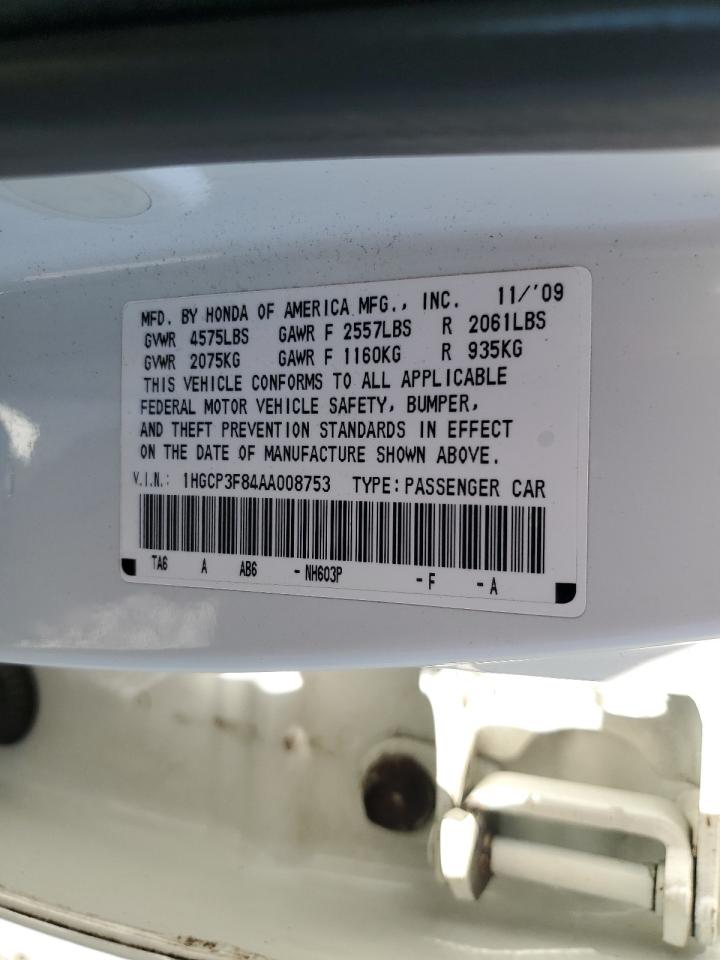 MFD. BY HONDA OF AMERICA MFG., INC. 11/'09
GVWR 4575LBS GAWR F 2557LBS R 2061LBS
GVWR 2075KG GAWR F 1160KG R 935KG
THIS VEHICLE CONFORMS TO ALL APPLICABLE
FEDERAL MOTOR VEHICLE SAFETY, BUMPER,
AND THEFT PREVENTION STANDARDS IN EFFECT
ON THE DATE OF MANUFACTURE SHOWN ABOVE.
V.I.N.: 1HGCP3F84AA008753 TYPE:PASSENGER CAR
TA6 A AB6 -NH603P -F -A